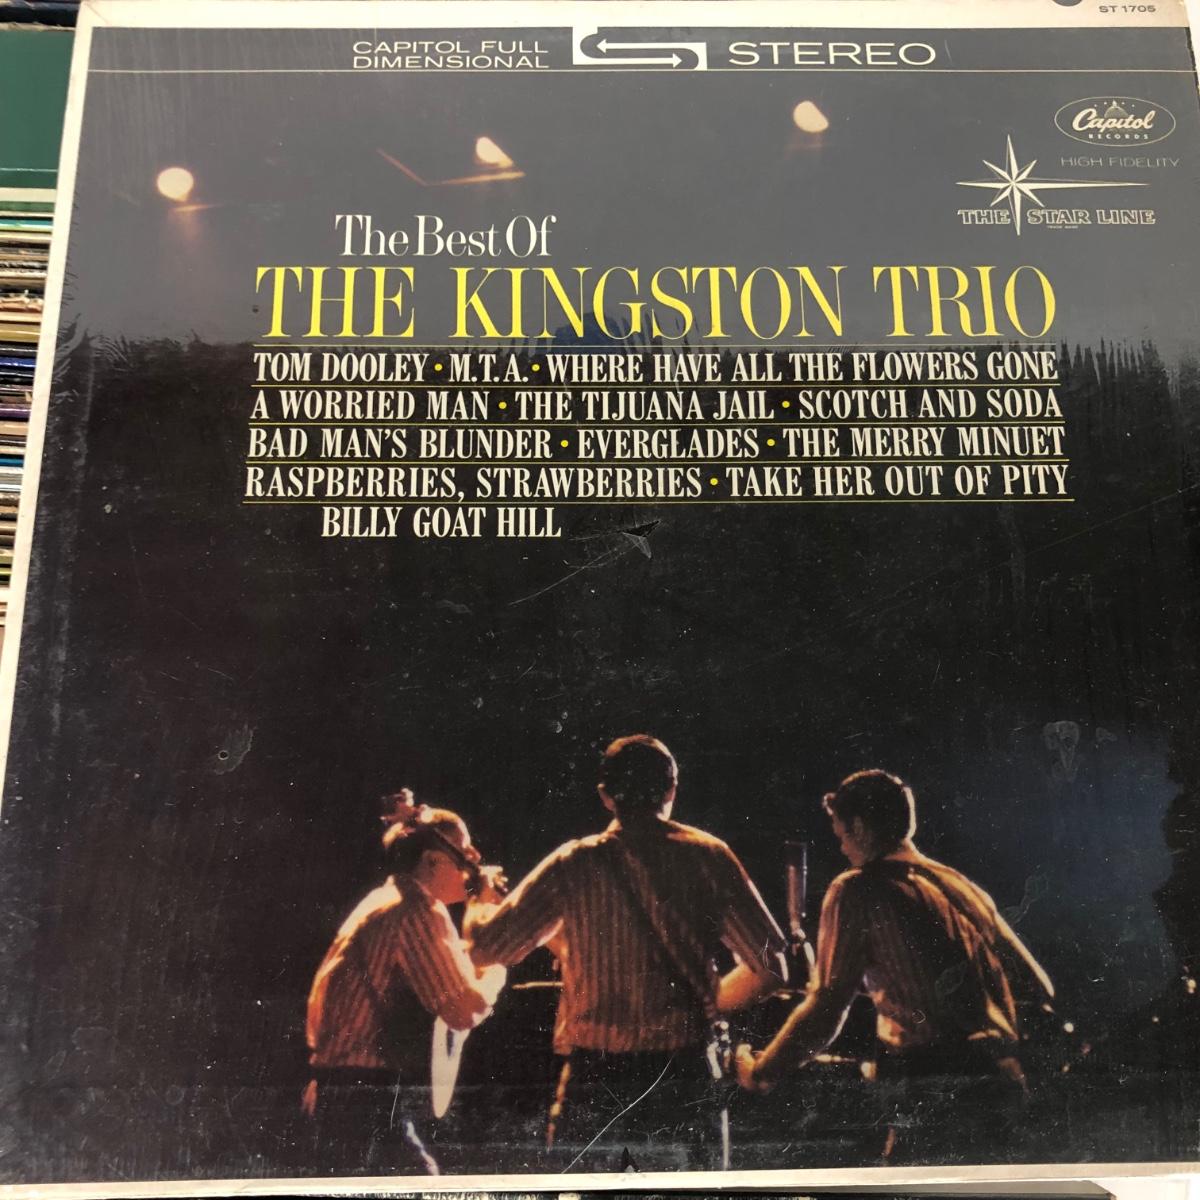 ST 1705
CAPITOL FULL
DIMENSIONAL
STEREO
Capitol
RECORDS
HIGH FIDELITY
THE STAR LINE
TRADE MARK
The Best Of
THE KINGSTON TRIO
TOM DOOLEY • M.T.A. • WHERE HAVE ALL THE FLOWERS GONE
A WORRIED MAN • THE TIJUANA JAIL • SCOTCH AND SODA
BAD MAN'S BLUNDER • EVERGLADES • THE MERRY MINUET
RASPBERRIES, STRAWBERRIES • TAKE HER OUT OF PITY
BILLY GOAT HILL